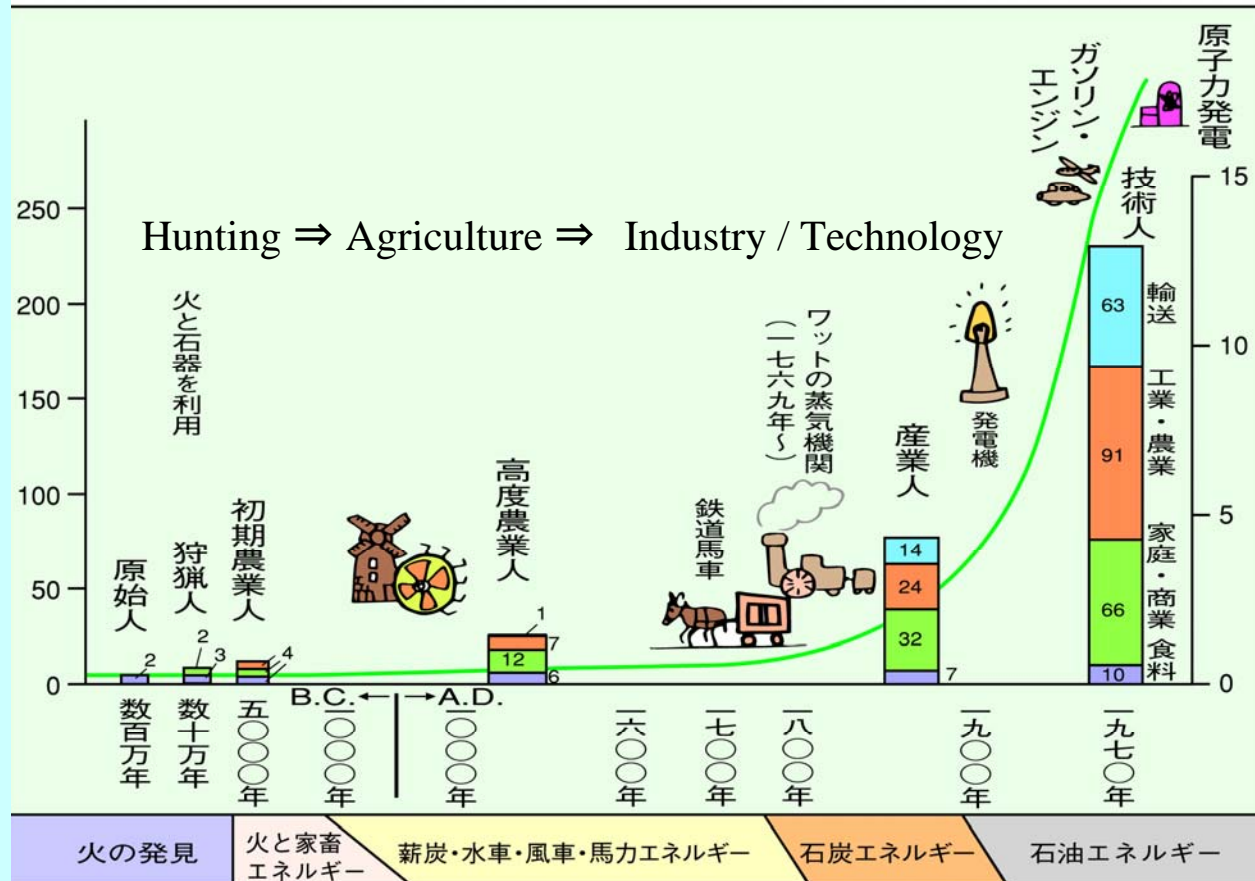 原子力発電
ガソリン・
エンジン
技術人
250
200
150
100
50
0
15
10
5
0
Hunting ⇒ Agriculture ⇒ Industry / Technology
火と石器を利用
ワットの蒸気機関
(一七六九年～)
発電機
産業人
鉄道馬車
高度農業人
初期農業人
狩猟人
原始人
輸送
工業・農業
家庭・商業
食料
2
2
3
4
1
7
12
6
14
24
32
7
63
91
66
10
B.C.←
→A.D.
数百万年
数十万年
五〇〇〇年
一〇〇〇年
一〇〇〇年
一六〇〇年
一七〇〇年
一八〇〇年
一九〇〇年
一九七〇年
火の発見
火と家畜
エネルギー
薪炭・水車・風車・馬力エネルギー
石炭エネルギー
石油エネルギー